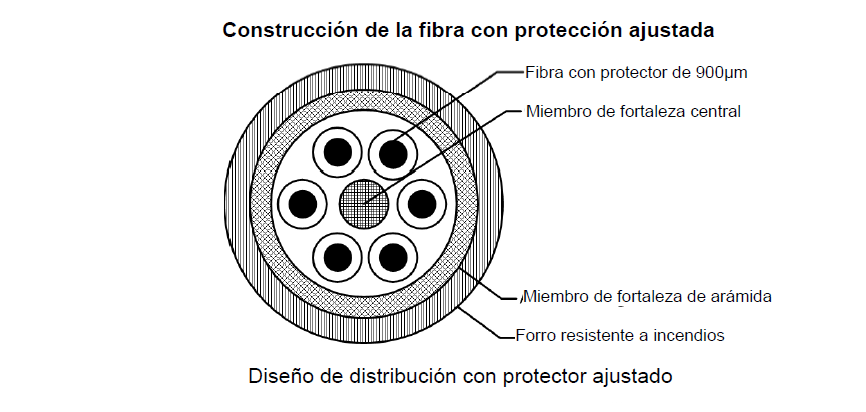 Construcción de la fibra con protección ajustada
Fibra con protector de 900µm
Miembro de fortaleza central
Miembro de fortaleza de arámida
Forro resistente a incendios
Diseño de distribución con protector ajustado